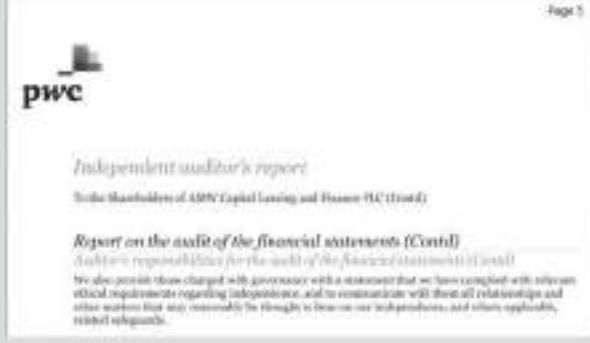 Page 5
pwc
Independent auditor's report
To the Shareholders of ASNW Capital Leasing and Finance PLC (Contd)
Report on the audit of the financial statements (Contd)
Auditor's responsibilities for the audit of the financial statements (Contd)
We also provide those charged with governance with a statement that we have complied with relevant
ethical requirements regarding independence, and to communicate with them all relationships and
other matters that may reasonably be thought to bear on our independence, and where applicable,
related safeguards.